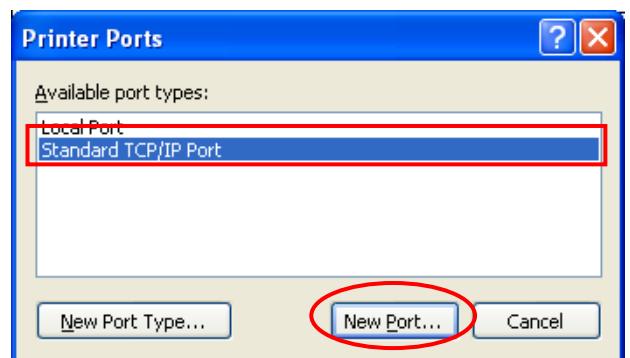 Printer Ports
Available port types:
Local Port
Standard TCP/IP Port
New Port Type... New Port... Cancel